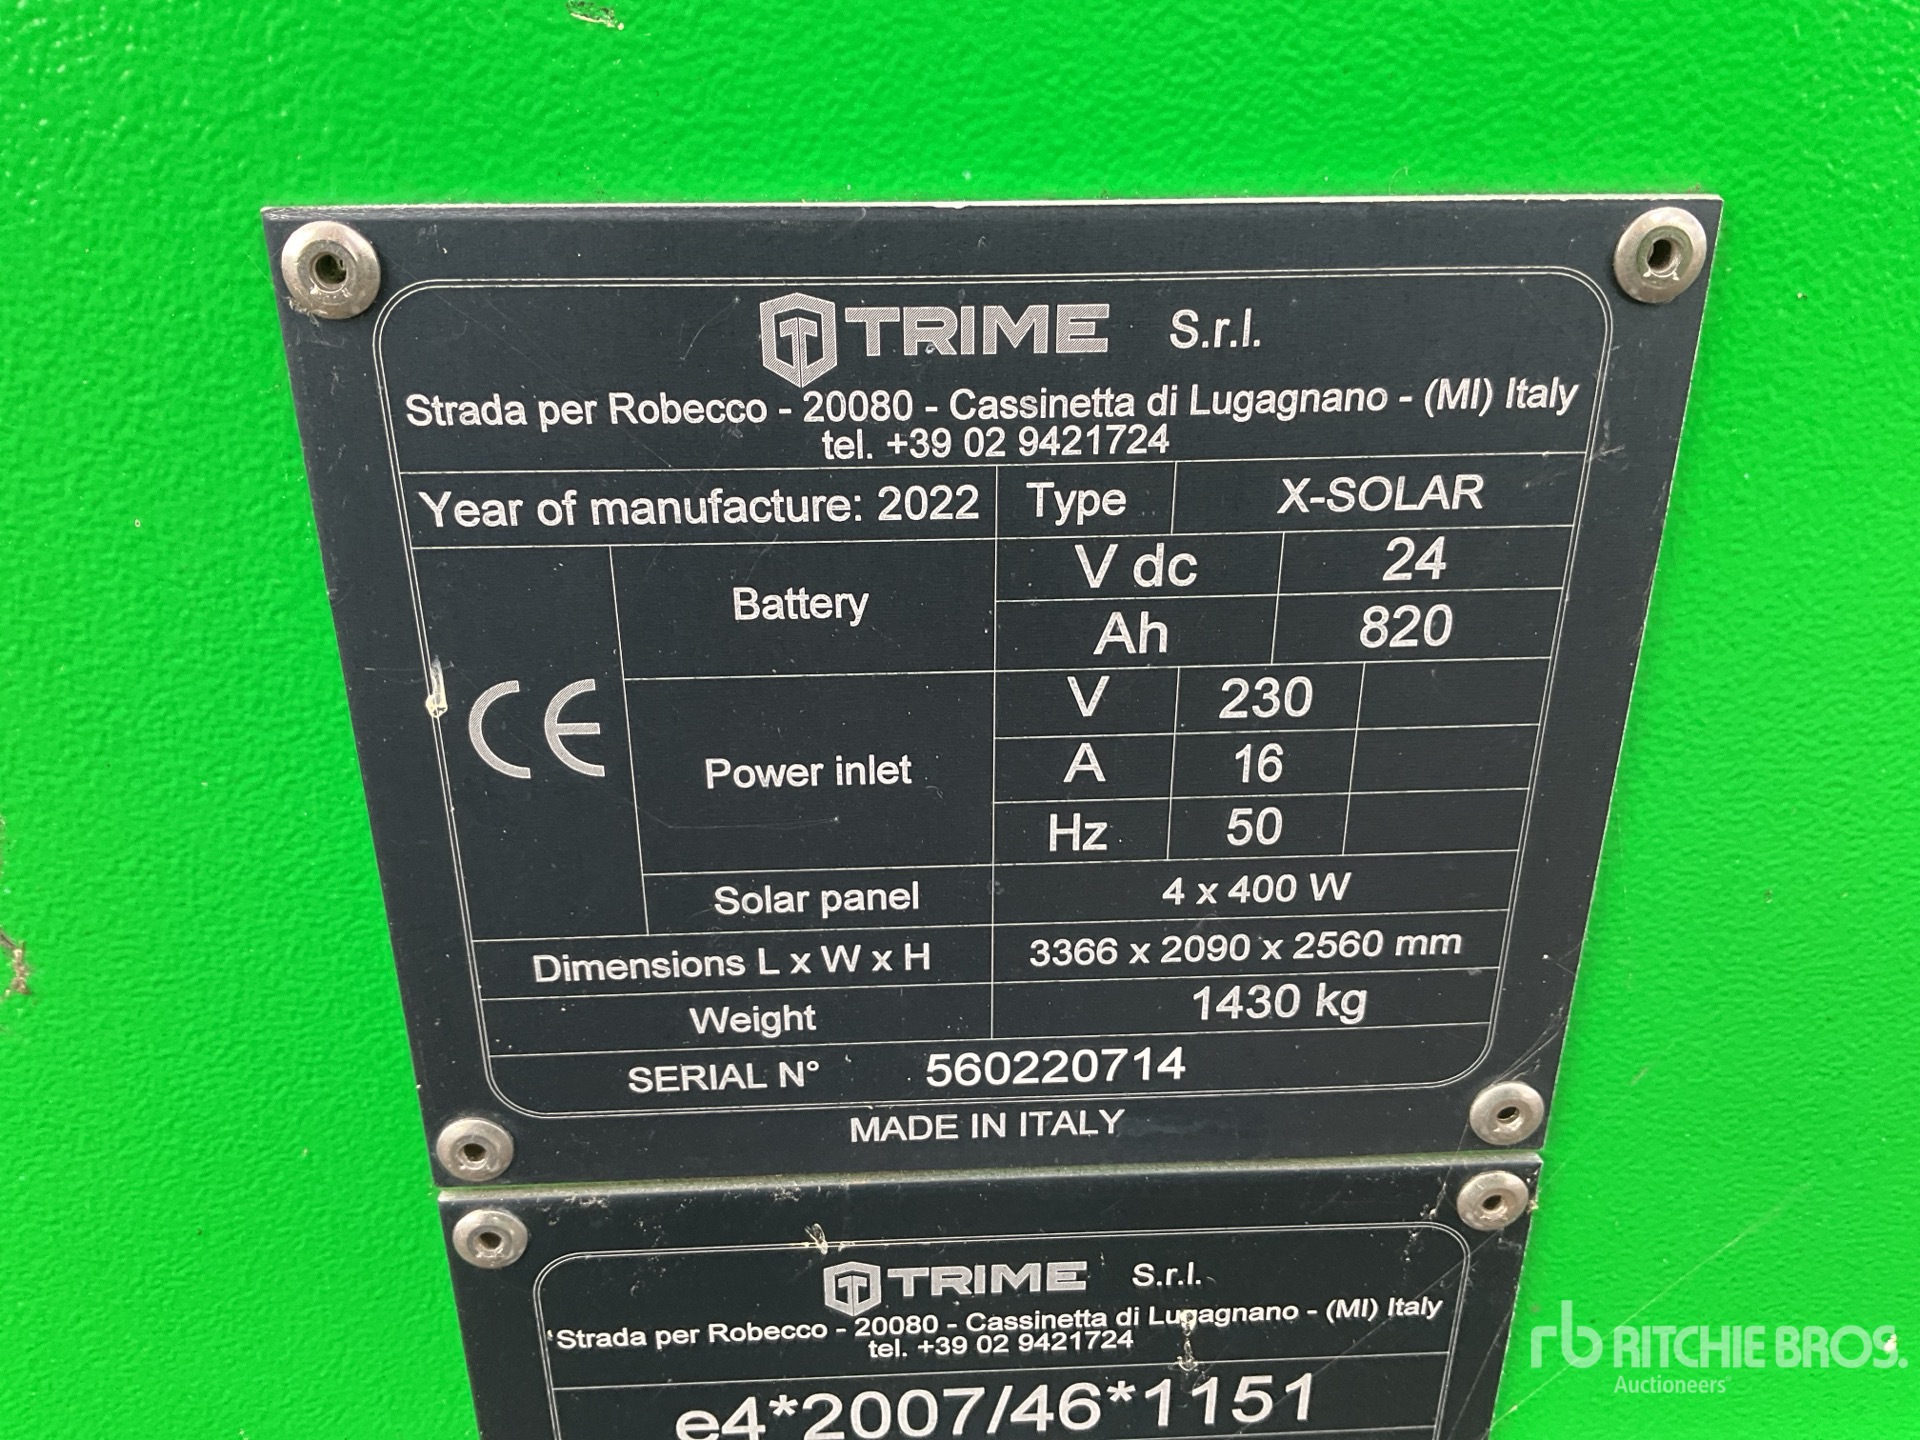 TRIME S.r.l.
Strada per Robecco - 20080 - Cassinetta di Lugagnano - (MI) Italy
tel. +39 02 9421724
Year of manufacture: 2022 Type X-SOLAR
CE
Battery
V dc 24
Ah 820
Power inlet
V 230
A 16
Hz 50
Solar panel 4 x 400 W
Dimensions L x W x H 3366 x 2090 x 2560 mm
Weight 1430 kg
SERIAL N° 560220714
MADE IN ITALY
TRIME S.r.l.
Strada per Robecco - 20080 - Cassinetta di Lugagnano - (MI) Italy
tel. +39 02 9421724
e4*2007/46*1151
rb RITCHIE BROS.
Auctioneers